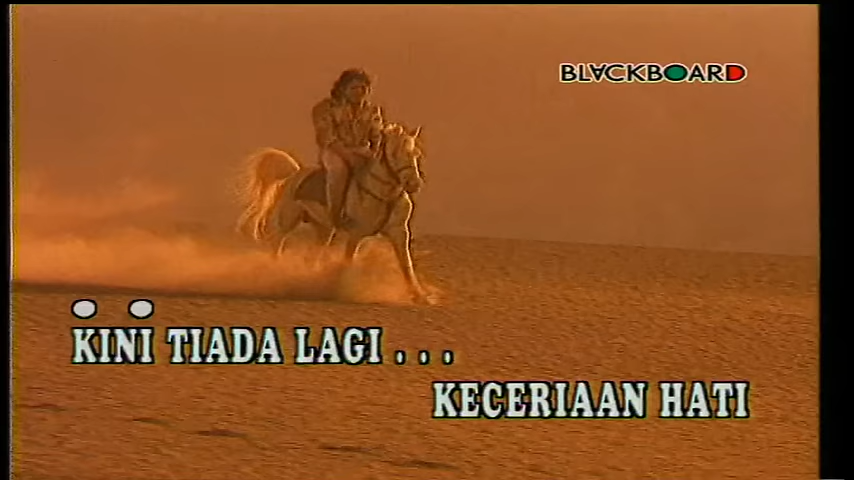 BLACKBOARD
KINI TIADA LAGI . . .
KECERIAAN HATI